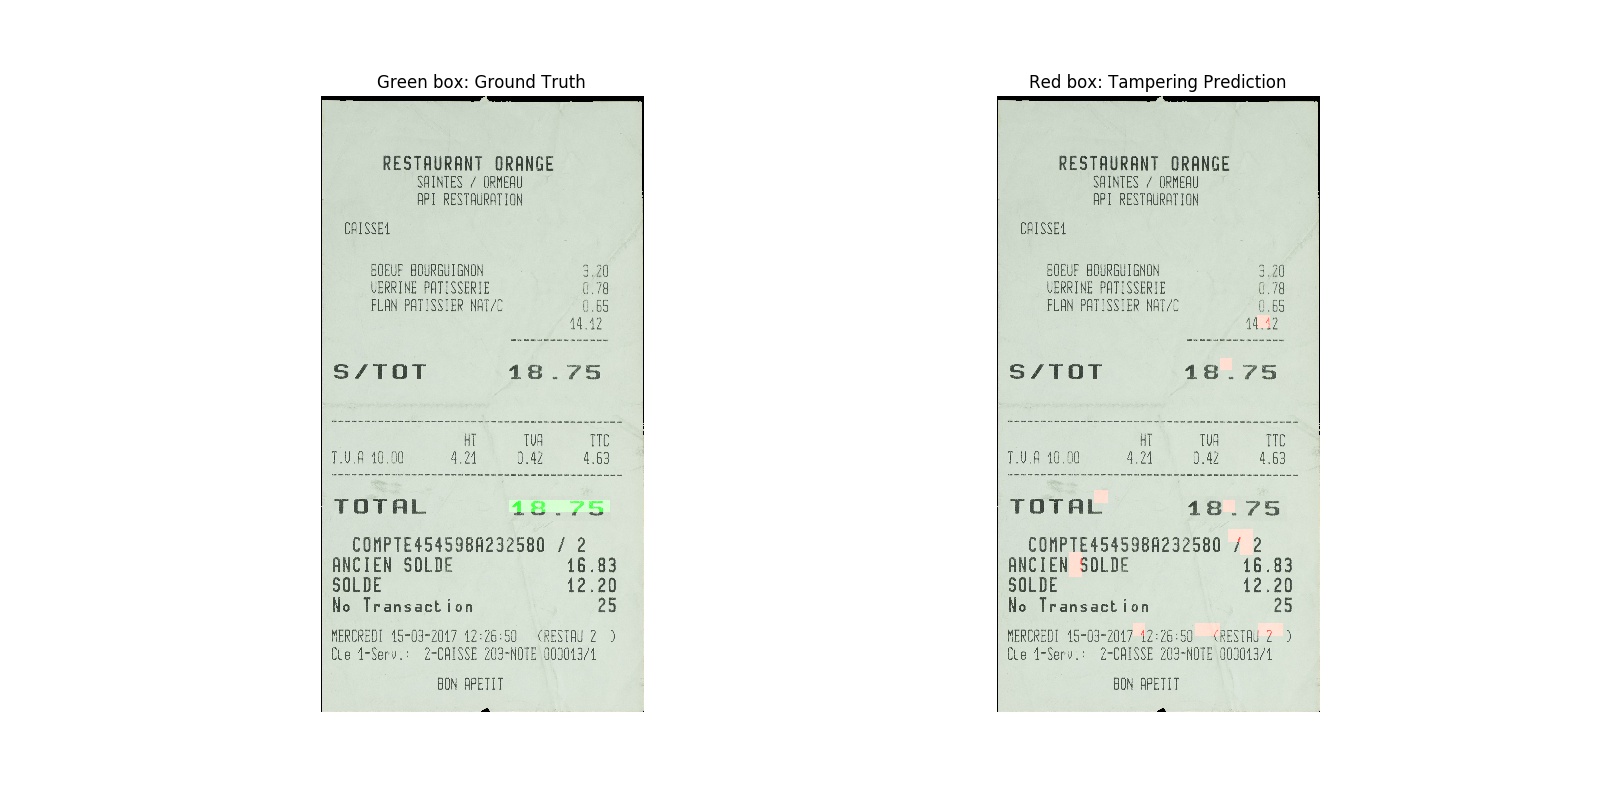 Green box: Ground Truth
RESTAURANT ORANGE
SAINTES / ORMEAU
API RESTAURATION
CAISSE1
BOEUF BOURGUIGNON 3.20
VERRINE PATISSERIE 0.78
FLAN PATISSIER NAT/C 0.65
14.12
S/TOT 18.75
HT TVA TTC
T.V.A 10.00 4.21 0.42 4.63
TOTAL 18.75
COMPTE454598A232580 / 2
ANCIEN SOLDE 16.83
SOLDE 12.20
No Transaction 25
MERCREDI 15-03-2017 12:26:50 (RESTAU 2 )
Cle 1-Serv.: 2-CAISSE 203-NOTE 000013/1
BON APETIT
Red box: Tampering Prediction
RESTAURANT ORANGE
SAINTES / ORMEAU
API RESTAURATION
CAISSE1
BOEUF BOURGUIGNON 3.20
VERRINE PATISSERIE 0.78
FLAN PATISSIER NAT/C 0.65
14.12
S/TOT 18.75
HT TVA TTC
T.V.A 10.00 4.21 0.42 4.63
TOTAL 18.75
COMPTE454598A232580 / 2
ANCIEN SOLDE 16.83
SOLDE 12.20
No Transaction 25
MERCREDI 15-03-2017 12:26:50 (RESTAU 2 )
Cle 1-Serv.: 2-CAISSE 203-NOTE 000013/1
BON APETIT